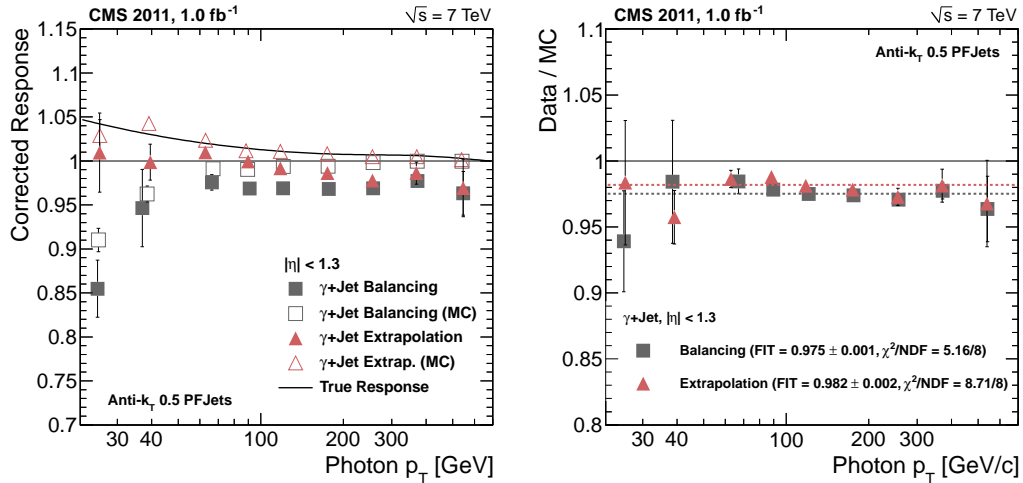 CMS 2011, 1.0 fb⁻¹ √s = 7 TeV
Corrected Response
1.15
1.1
1.05
1
0.95
0.9
0.85
0.8
0.75
0.7
|η| < 1.3
γ+Jet Balancing
γ+Jet Balancing (MC)
γ+Jet Extrapolation
γ+Jet Extrap. (MC)
True Response
Anti-k_T 0.5 PFJets
30 40 100 200 300 400
Photon p_T [GeV]
CMS 2011, 1.0 fb⁻¹ √s = 7 TeV
Data / MC
1.1
1.05
1
0.95
0.9
0.85
0.8
Anti-k_T 0.5 PFJets
γ+Jet, |η| < 1.3
Balancing (FIT = 0.975 ± 0.001, χ²/NDF = 5.16/8)
Extrapolation (FIT = 0.982 ± 0.002, χ²/NDF = 8.71/8)
30 40 100 200 300 400
Photon p_T [GeV/c]